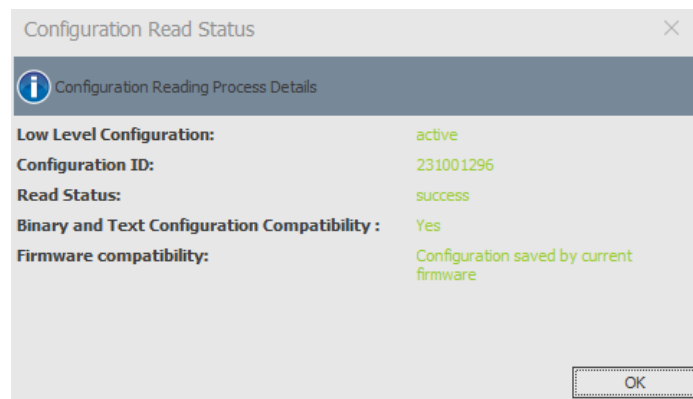 Configuration Read Status
Configuration Reading Process Details
Low Level Configuration: active
Configuration ID: 231001296
Read Status: success
Binary and Text Configuration Compatibility : Yes
Firmware compatibility: Configuration saved by current
firmware
OK